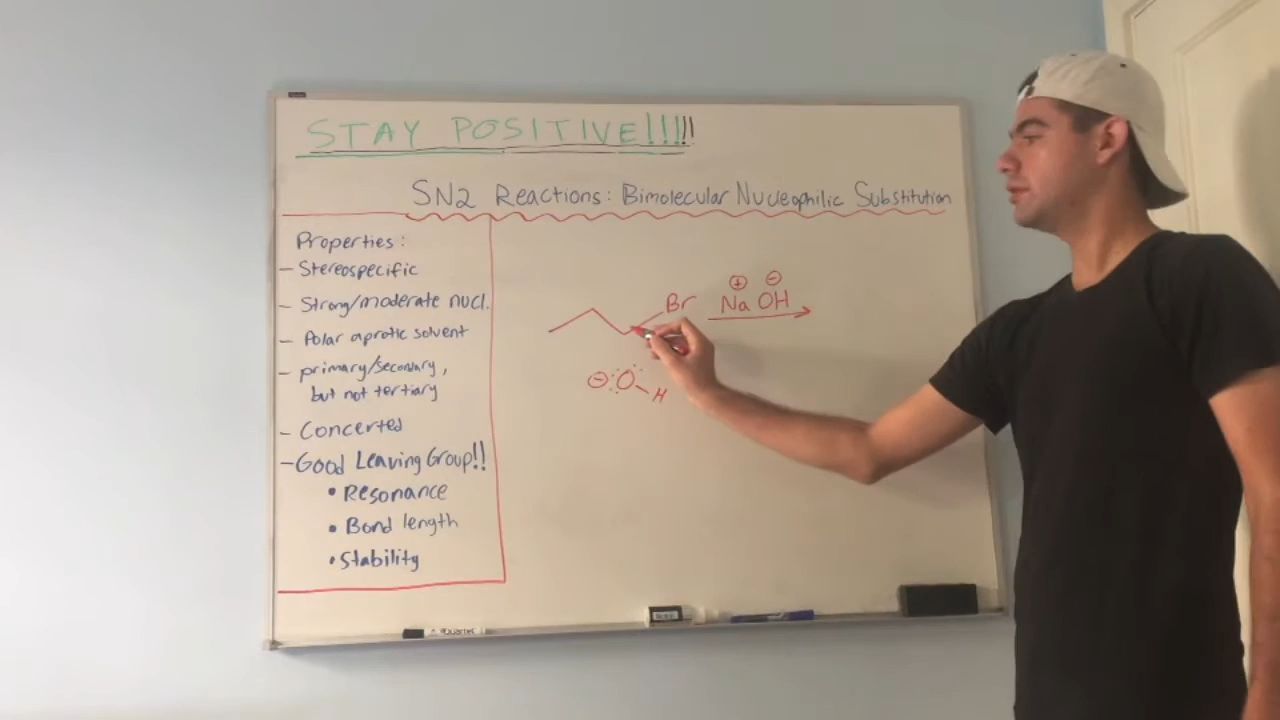 STAY POSITIVE!!!!!!
SN2 Reactions: Bimolecular Nucleophilic Substitution
Properties:
- Stereospecific
- Strong/moderate nucl.
- Polar aprotic solvent
- primary/secondary,
but not tertiary
- Concerted
- Good Leaving Group!!
• Resonance
• Bond length
• Stability
Br
⊕ ⊖
Na OH
⊖ :O
H